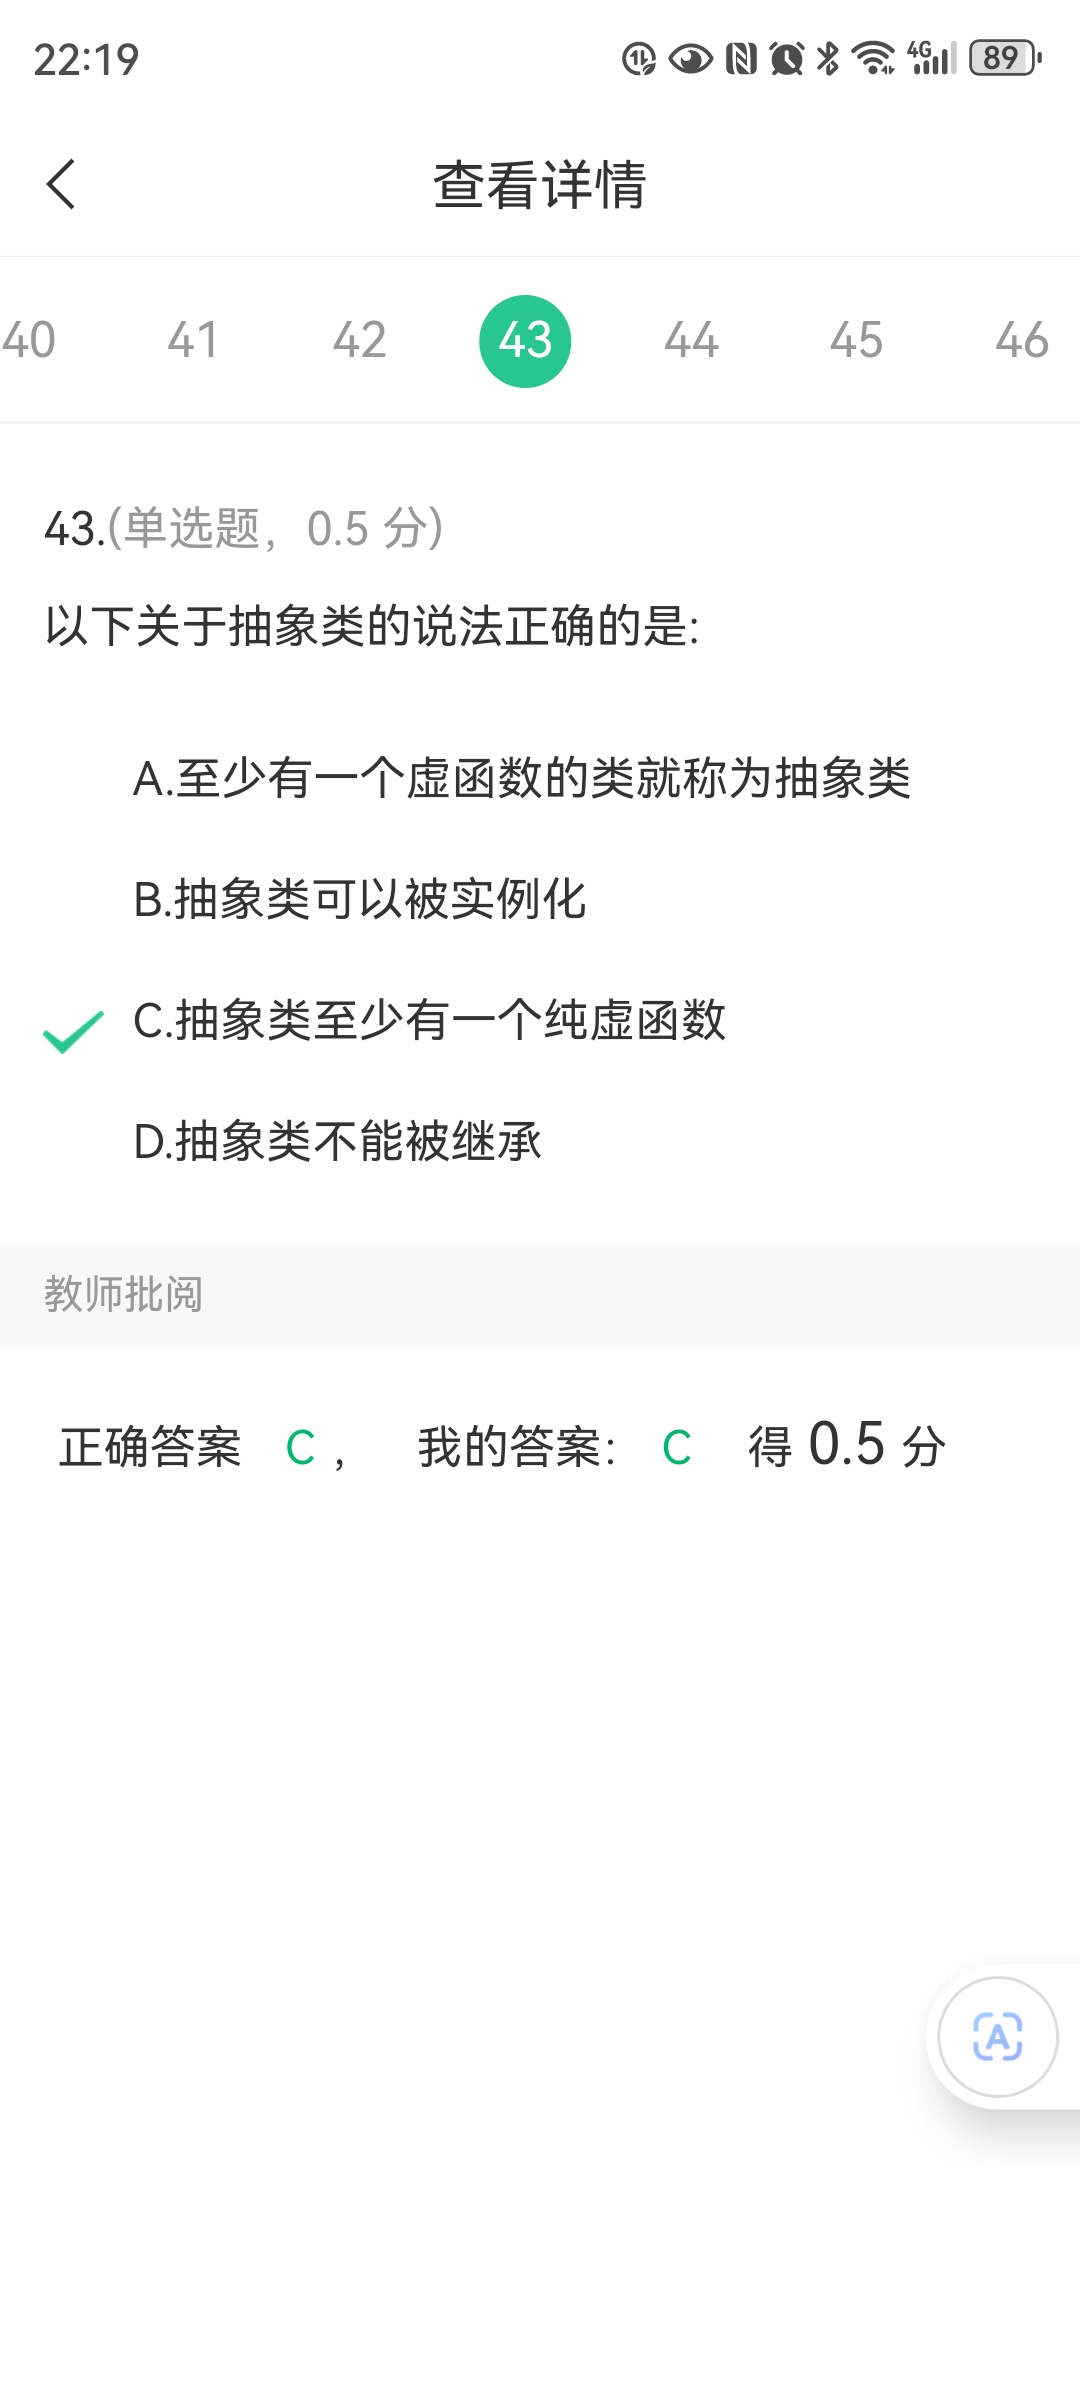 22:19
4G 89
查看详情
40 41 42 43 44 45 46
43.(单选题，0.5 分)
以下关于抽象类的说法正确的是:
A.至少有一个虚函数的类就称为抽象类
B.抽象类可以被实例化
C.抽象类至少有一个纯虚函数
D.抽象类不能被继承
教师批阅
正确答案 C ， 我的答案： C 得 0.5 分
A